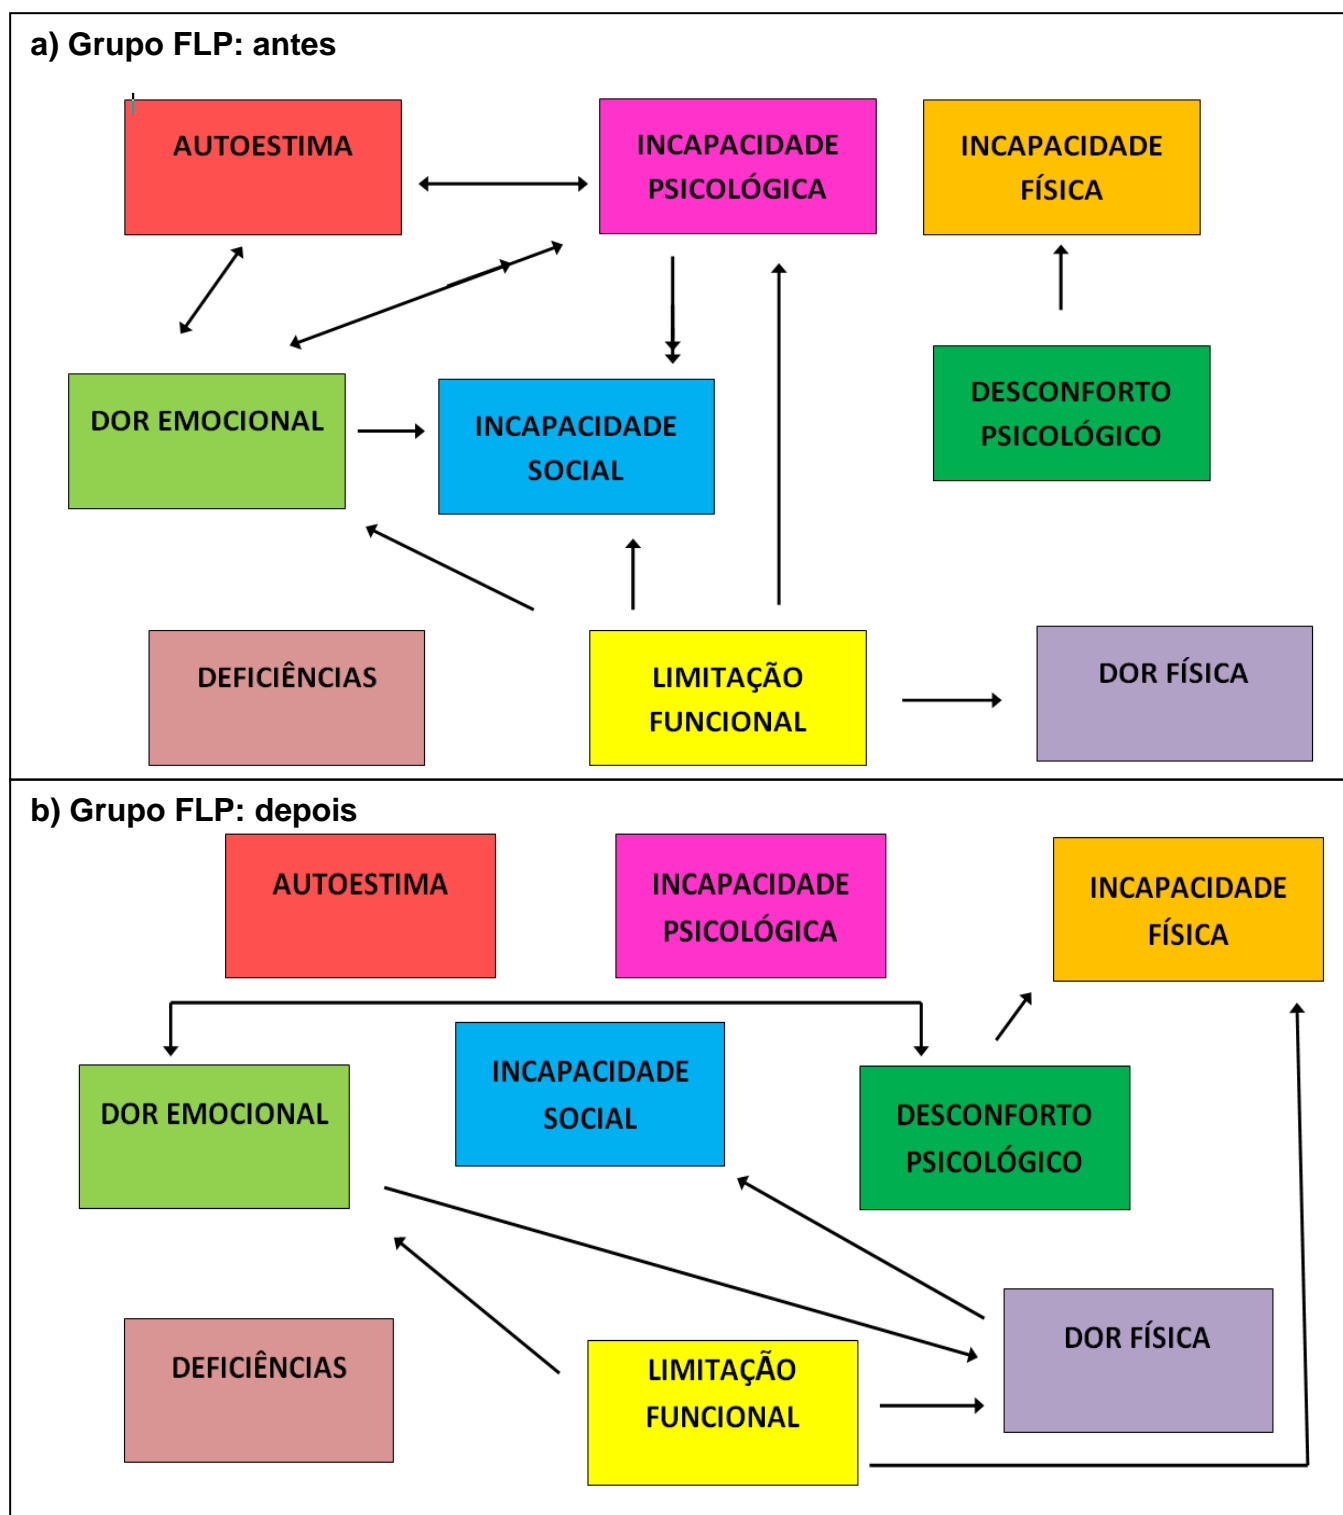 a) Grupo FLP: antes
AUTOESTIMA
INCAPACIDADE
PSICOLÓGICA
INCAPACIDADE
FÍSICA
DOR EMOCIONAL
INCAPACIDADE
SOCIAL
DESCONFORTO
PSICOLÓGICO
DEFICIÊNCIAS
LIMITAÇÃO
FUNCIONAL
DOR FÍSICA
b) Grupo FLP: depois
AUTOESTIMA
INCAPACIDADE
PSICOLÓGICA
INCAPACIDADE
FÍSICA
DOR EMOCIONAL
INCAPACIDADE
SOCIAL
DESCONFORTO
PSICOLÓGICO
DEFICIÊNCIAS
LIMITAÇÃO
FUNCIONAL
DOR FÍSICA